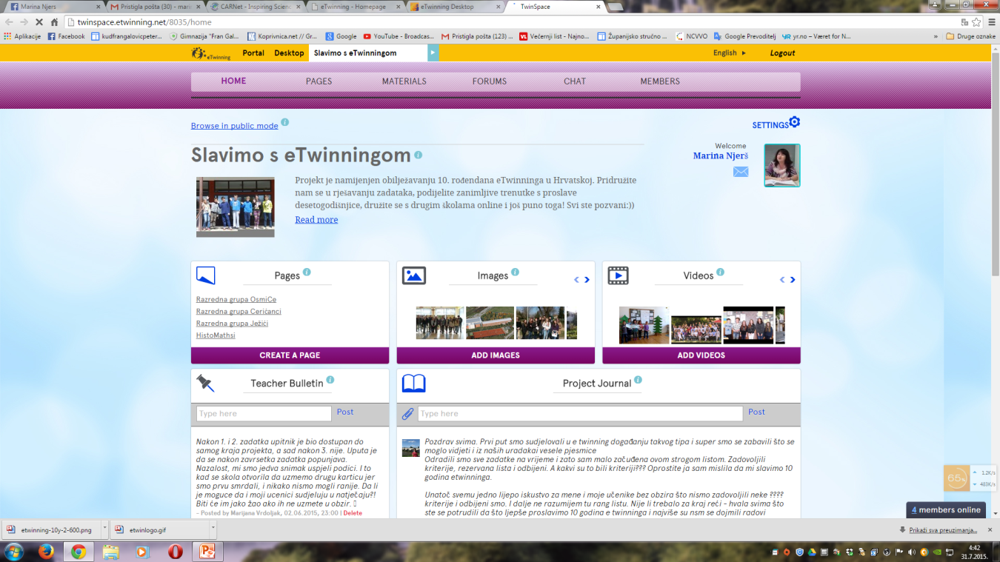 Marina Njers
Pristigla pošta (30) - mari
CARNet - Inspiring Scienc
eTwinning - Homepage
eTwinning Desktop
TwinSpace
twinspace.etwinning.net/8035/home
Aplikacije
Facebook
kudfrangalovicpeter...
Gimnazija "Fran Gal...
Koprivnica.net // Gr...
Google
YouTube - Broadcas...
Pristigla pošta (123) ...
Večernji list - Najno...
Županijsko stručno ...
NCVVO
Google Prevoditelj
yr.no – Været for N...
»
Druge oznake
eTwinning
Portal
Desktop
Slavimo s eTwinningom
English
Logout
HOME
PAGES
MATERIALS
FORUMS
CHAT
MEMBERS
Browse in public mode
SETTINGS
Slavimo s eTwinningom
Welcome
Marina Njerš
Projekt je namijenjen obilježavanju 10. rođendana eTwinninga u Hrvatskoj. Pridružite
nam se u rješavanju zadataka, podijelite zanimljive trenutke s proslave
desetogodišnjice, družite se s drugim školama online i još puno toga! Svi ste pozvani:))
Read more
Pages
Razredna grupa OsmiCe
Razredna grupa Cerićanci
Razredna grupa Ježići
HistoMathsi
CREATE A PAGE
Images
ADD IMAGES
Videos
ADD VIDEOS
Teacher Bulletin
Type here
Post
Nakon 1. i 2. zadatka upitnik je bio dostupan do
samog kraja projekta, a sad nakon 3. nije. Uputa je
da se nakon zavrsetka zadatka popunjava.
Nazalost, mi smo jedva snimak uspjeli podici. I to
kad se skola otvorila da uzmemo drugu karticu jer
smo prvu smrdali, i nikako nismo mogli ranije. Da li
je moguce da i moji ucenici sudjeluju u natječaju?!
Biti će im jako žao ako ih ne uzmete u obzir.
- Posted by Marijana Vrdoljak, 02.06.2015, 23:00 | Delete
Project Journal
Type here
Post
Pozdrav svima. Prvi put smo sudjelovali u e twinning događanju takvog tipa i super smo se zabavili što se
moglo vidjeti i iz naših uradakai vesele pjesmice
Odradili smo sve zadatke na vrijeme i zato sam malo začuđena ovom strogom listom. Zadovoljili
kriterije, rezervana lista i odbijeni. A kakvi su to bili kriteriji??? Oprostite ja sam mislila da mi slavimo 10
godina etwinninga.
Unatoč svemu jedno lijepo iskustvo za mene i moje učenike bez obzira što nismo zadovoljili neke ????
kriterije i odbijeni smo. I dalje ne razumijem tu rang listu. Nije li trebalo za kraj reći - hvala svima što
ste se potrudili da što ljepše proslavimo 10 godina e twinninga i najviše su nsm se dojmili radovi
65%
1.2K/s
483K/s
4 members online
etwinning-10y-2-600.png
etwinlogo.gif
Prikaži sva preuzimanja...
4:42
31.7.2015.